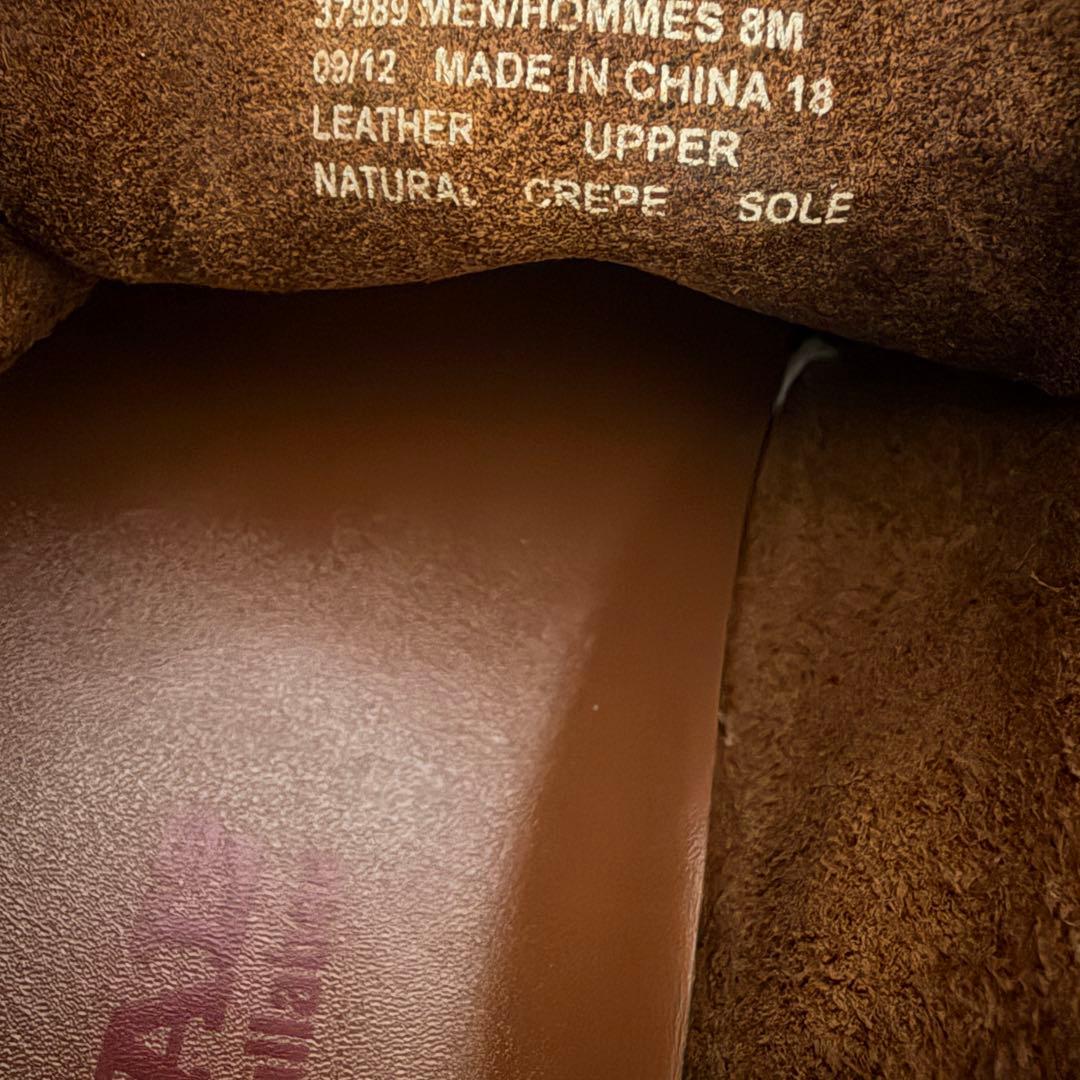 37989 MEN/HOMMES 8M
09/12 MADE IN CHINA 18
LEATHER UPPER
NATURAL CREPE SOLE